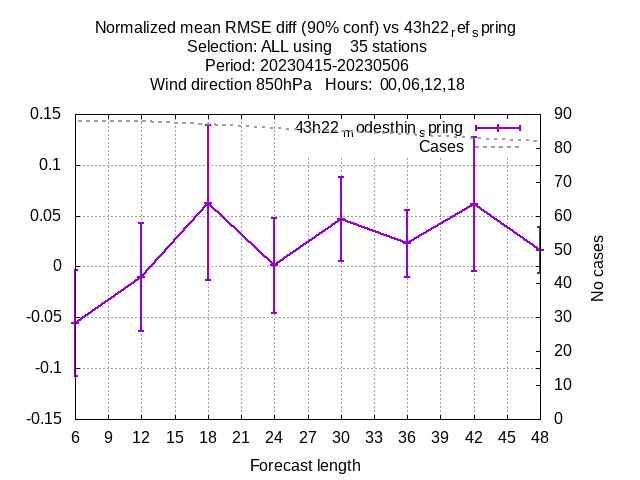 Normalized mean RMSE diff (90% conf) vs 43h22refspring
Selection: ALL using 35 stations
Period: 20230415-20230506
Wind direction 850hPa Hours: 00,06,12,18
0.15 90
43h22modesthinspring
Cases
80
0.1
70
0.05 60
50
0
40
-0.05 30
20
-0.1
10
-0.15 0
6 9 12 15 18 21 24 27 30 33 36 39 42 45 48
Forecast length
No cases